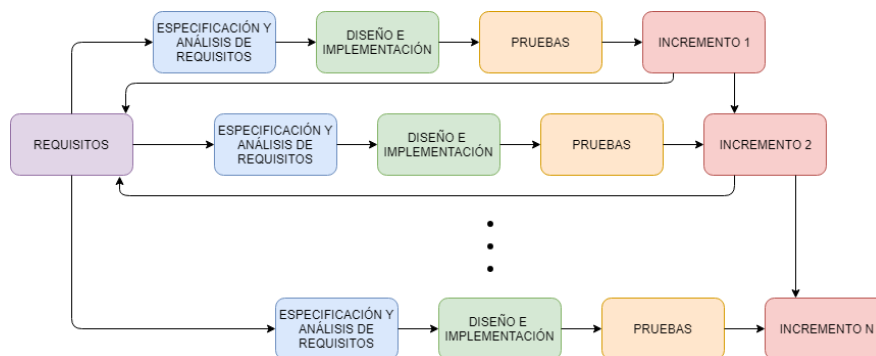 ESPECIFICACIÓN Y
ANÁLISIS DE
REQUISITOS
DISEÑO E
IMPLEMENTACIÓN
PRUEBAS
INCREMENTO 1
REQUISITOS
ESPECIFICACIÓN Y
ANÁLISIS DE
REQUISITOS
DISEÑO E
IMPLEMENTACIÓN
PRUEBAS
INCREMENTO 2
ESPECIFICACIÓN Y
ANÁLISIS DE
REQUISITOS
DISEÑO E
IMPLEMENTACIÓN
PRUEBAS
INCREMENTO N